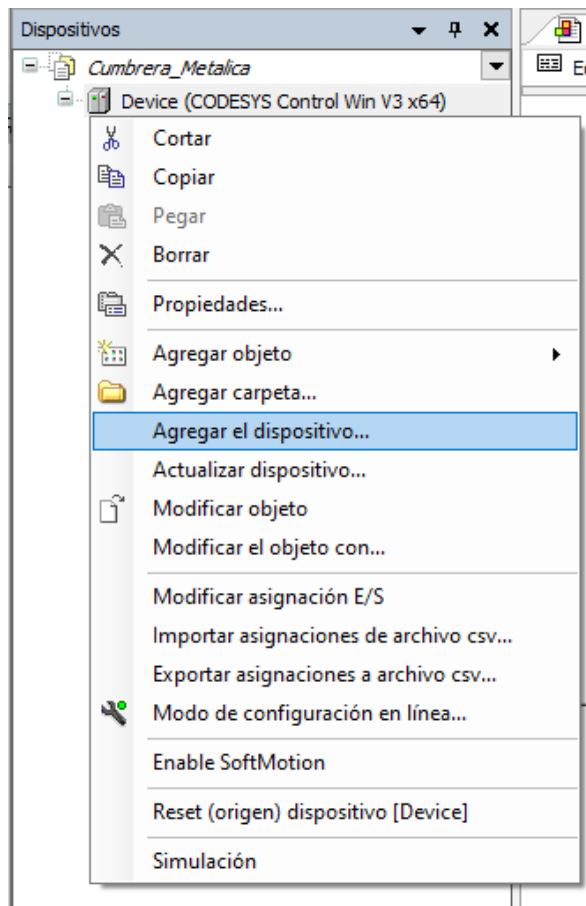 Dispositivos
Cumbrera_Metalica
Device (CODESYS Control Win V3 x64)
Cortar
Copiar
Pegar
Borrar
Propiedades...
Agregar objeto
Agregar carpeta...
Agregar el dispositivo...
Actualizar dispositivo...
Modificar objeto
Modificar el objeto con...
Modificar asignación E/S
Importar asignaciones de archivo csv...
Exportar asignaciones a archivo csv...
Modo de configuración en línea...
Enable SoftMotion
Reset (origen) dispositivo [Device]
Simulación